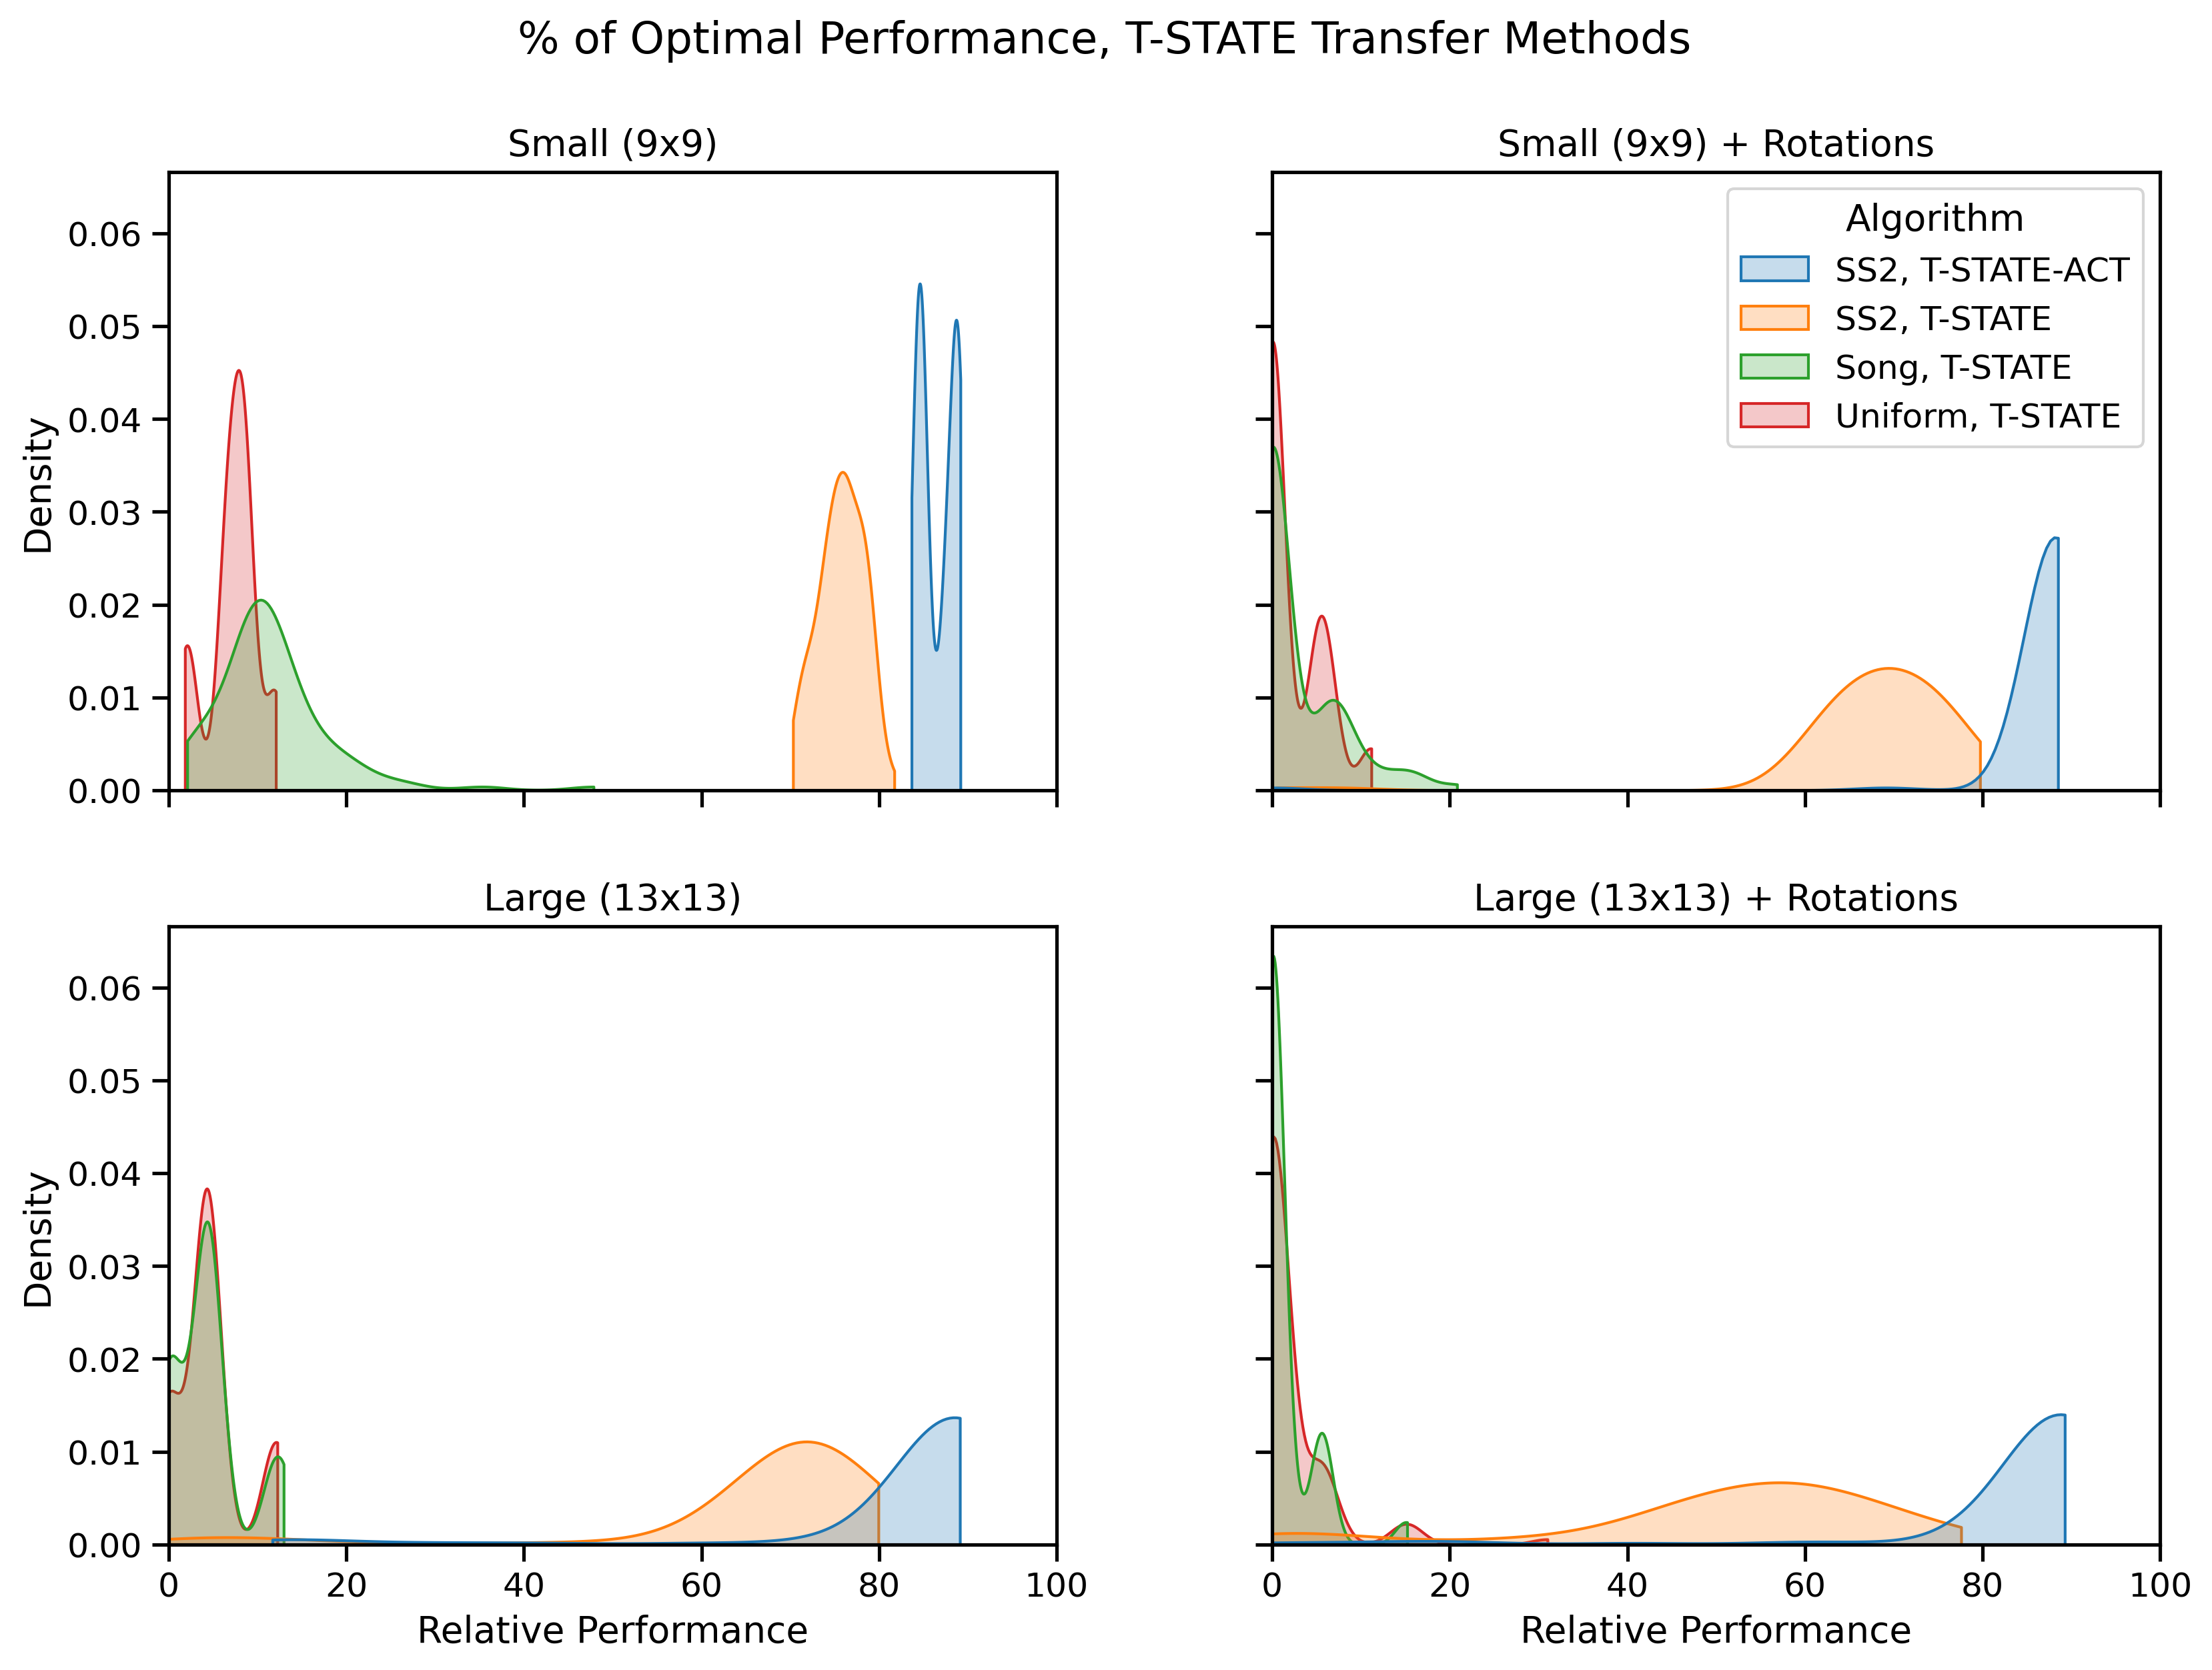 % of Optimal Performance, T-STATE Transfer Methods
Small (9x9)
0.06
0.05
0.04
0.03
0.02
0.01
0.00
Density
Small (9x9) + Rotations
Algorithm
SS2, T-STATE-ACT
SS2, T-STATE
Song, T-STATE
Uniform, T-STATE
Large (13x13)
0.06
0.05
0.04
0.03
0.02
0.01
0.00
Density
0 20 40 60 80 100
Relative Performance
Large (13x13) + Rotations
0 20 40 60 80 100
Relative Performance